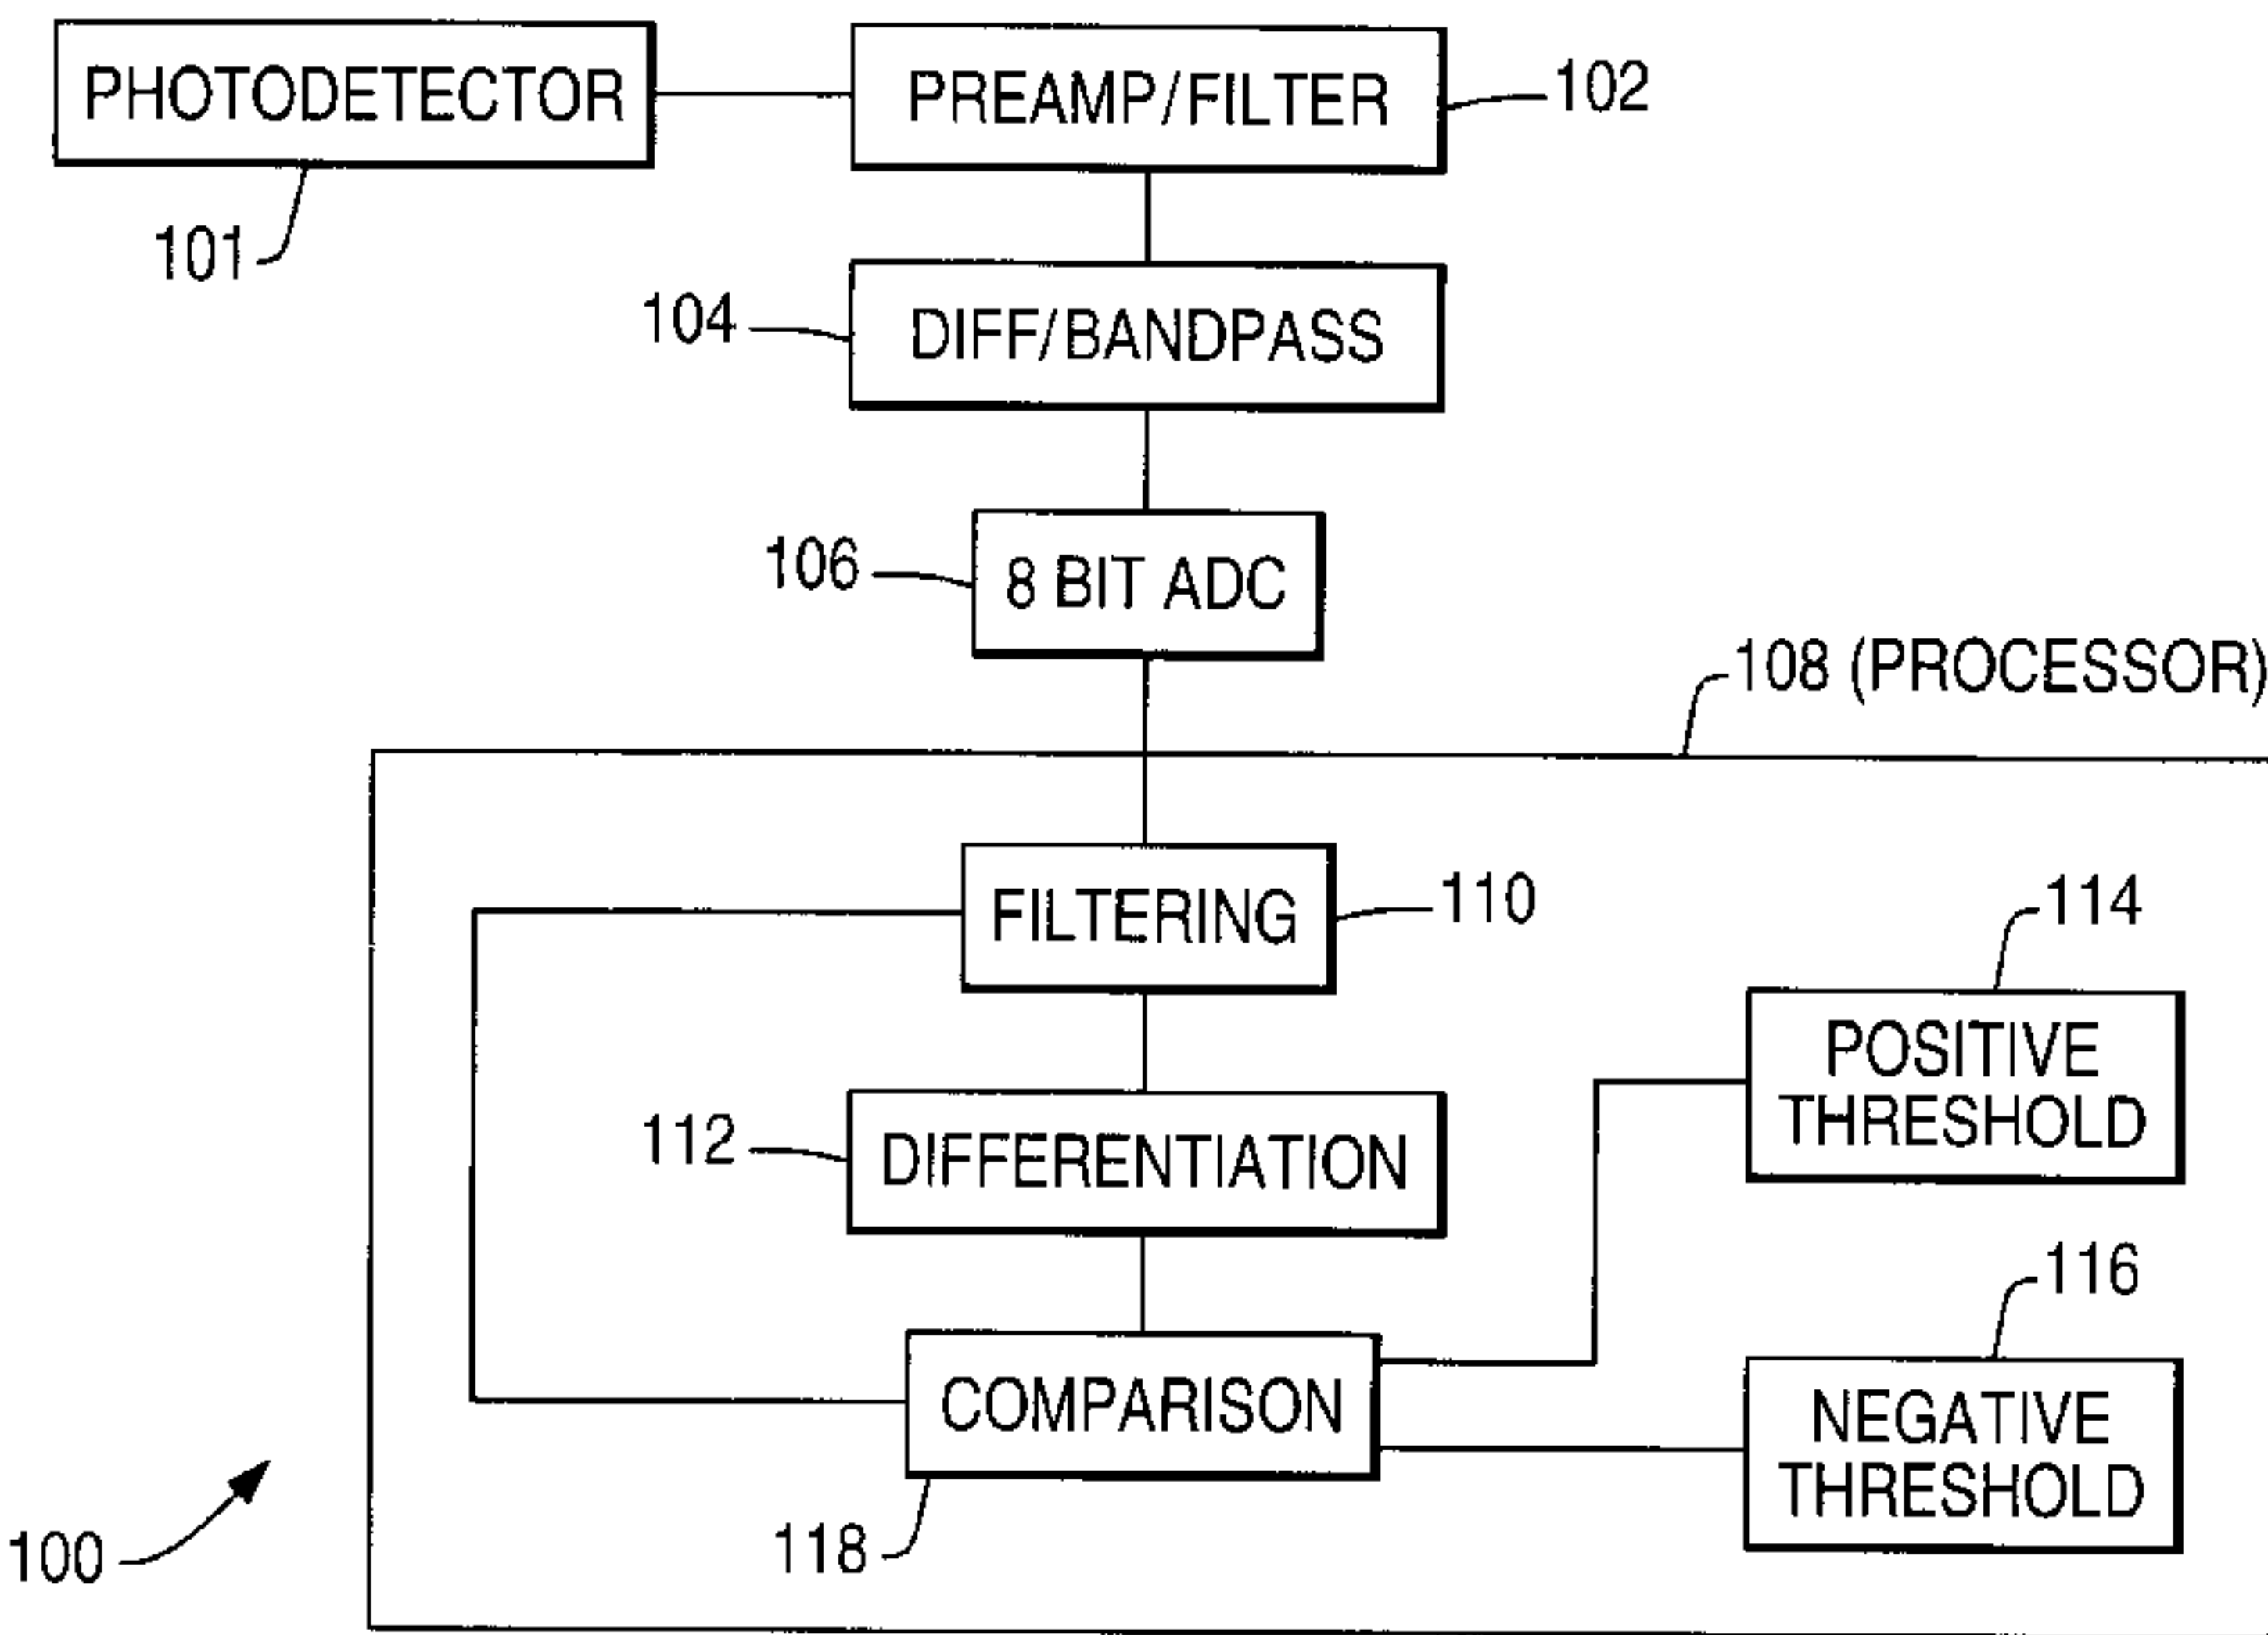 PHOTODETECTOR
PREAMP/FILTER
102
101
104
DIFF/BANDPASS
106
8 BIT ADC
108 (PROCESSOR)
FILTERING
110
114
POSITIVE
THRESHOLD
112
DIFFERENTIATION
116
COMPARISON
NEGATIVE
THRESHOLD
118
100